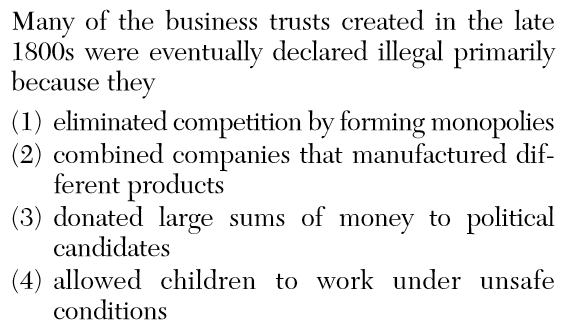 Many of the business trusts created in the late
1800s were eventually declared illegal primarily
because they
(1) eliminated competition by forming monopolies
(2) combined companies that manufactured dif-
ferent products
(3) donated large sums of money to political
candidates
(4) allowed children to work under unsafe
conditions